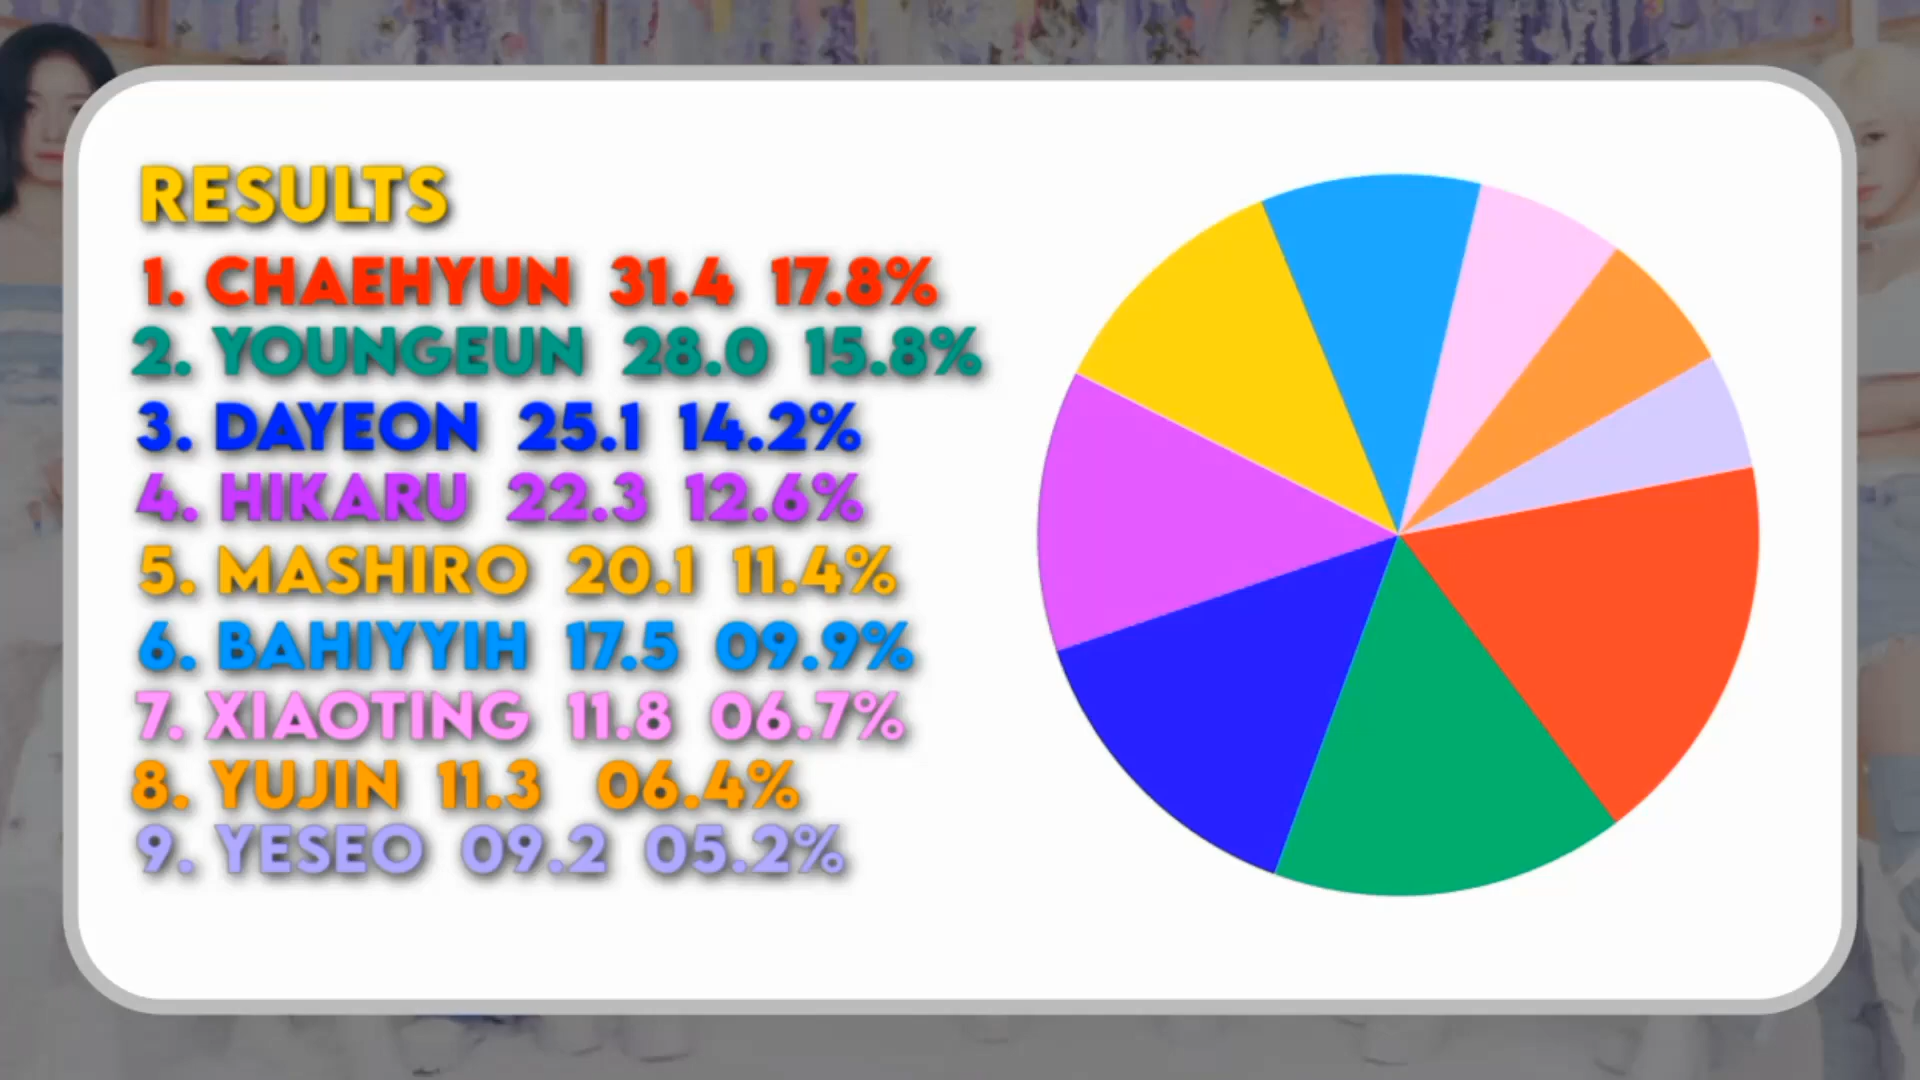 RESULTS
1. CHAEHYUN 31.4 17.8%
2. YOUNGEUN 28.0 15.8%
3. DAYEON 25.1 14.2%
4. HIKARU 22.3 12.6%
5. MASHIRO 20.1 11.4%
6. BAHIYYIH 17.5 09.9%
7. XIAOTING 11.8 06.7%
8. YUJIN 11.3 06.4%
9. YESEO 09.2 05.2%